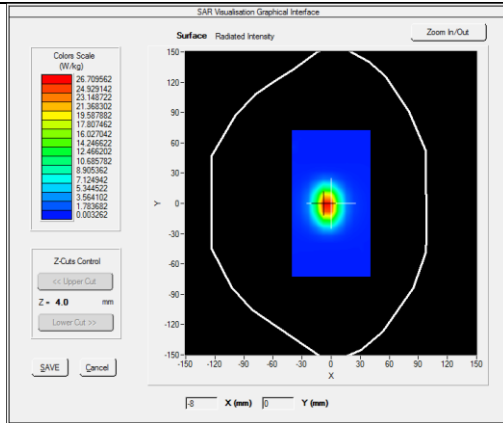 SAR Visualisation Graphical Interface
Surface Radiated Intensity
Zoom In/Out
Colors Scale
(W/kg)
26.709562
24.929142
23.148722
21.368302
19.587882
17.807462
16.027042
14.246622
12.466202
10.685782
8.905362
7.124942
5.344522
3.564102
1.783682
0.003262
Z-Cuts Control
<< Upper Cut
Z = 4.0 mm
Lower Cut >>
SAVE Cancel
150-
120-
90-
60-
30-
0-
-30-
-60-
-90-
-120-
-150-
Y
-150 -120 -90 -60 -30 0 30 60 90 120 150
X
-8 X (mm) 0 Y (mm)